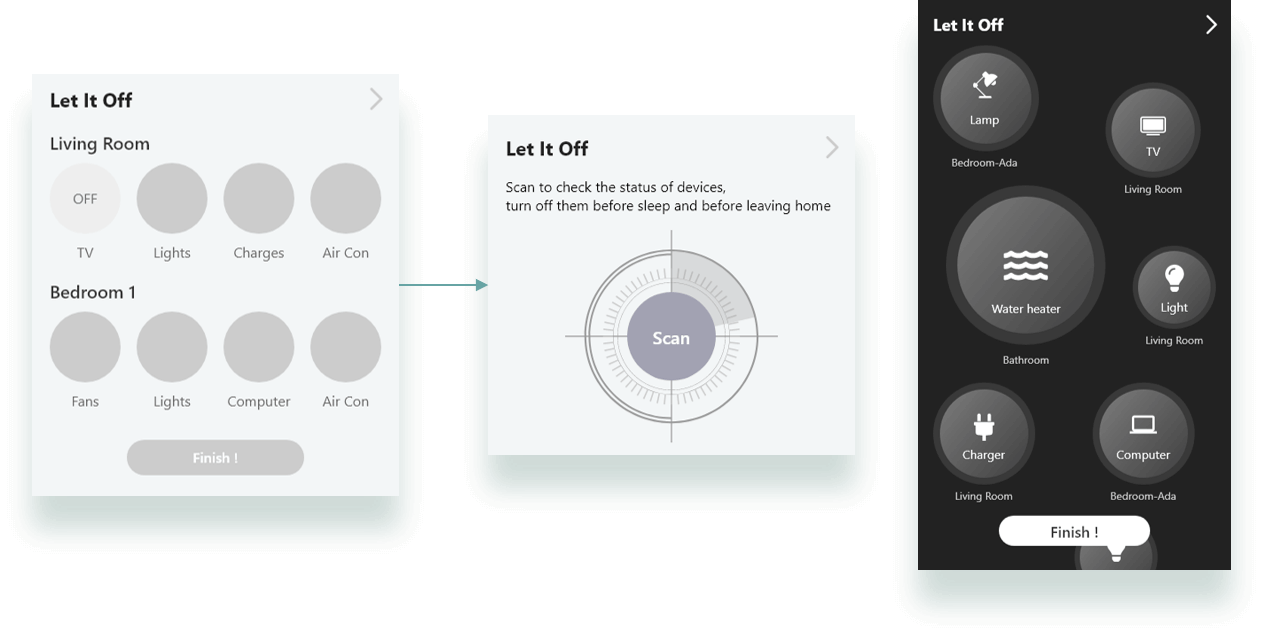 Let It Off
Living Room
OFF
TV Lights Charges Air Con
Bedroom 1
Fans Lights Computer Air Con
Finish !
Let It Off
Scan to check the status of devices,
turn off them before sleep and before leaving home
Scan
Let It Off
Lamp
Bedroom-Ada
TV
Living Room
Water heater
Bathroom
Light
Living Room
Charger
Living Room
Computer
Bedroom-Ada
Finish !